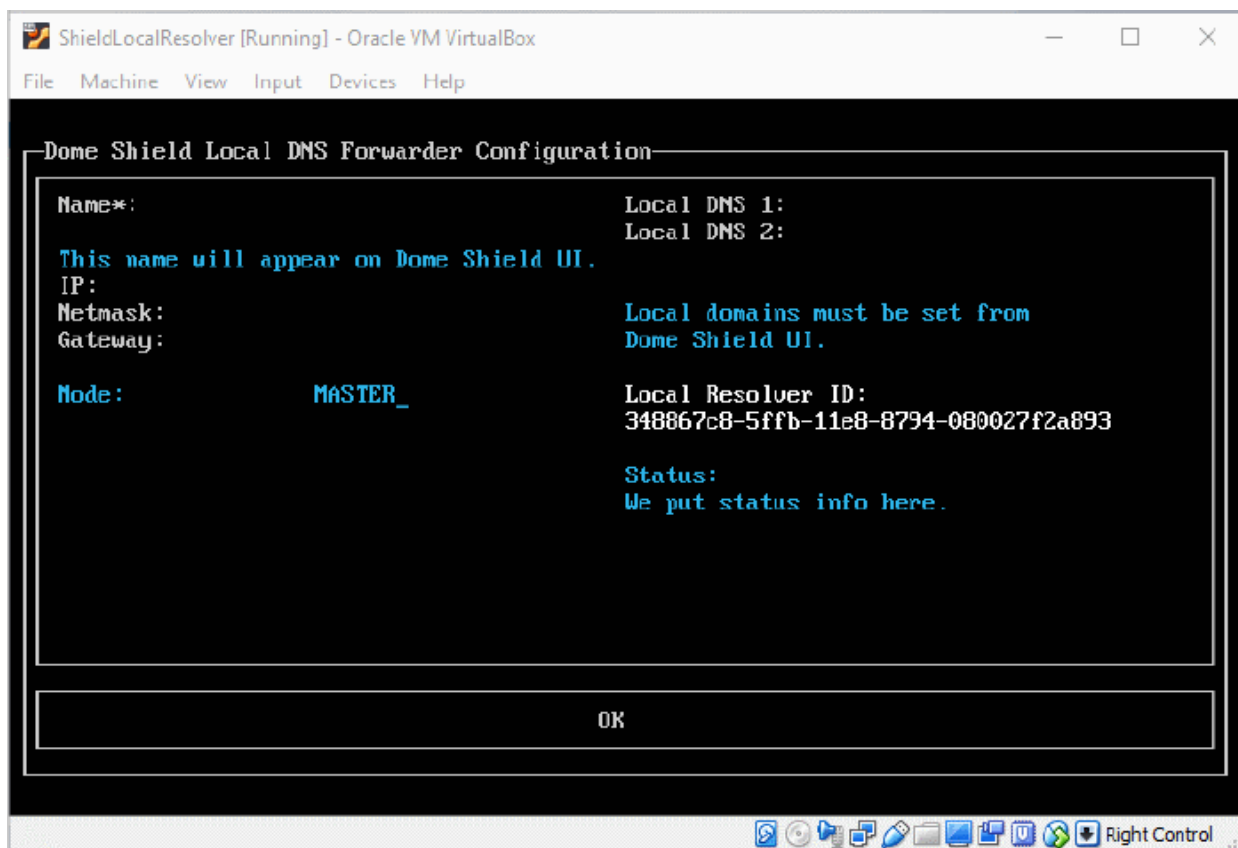 ShieldLocalResolver [Running] - Oracle VM VirtualBox
File Machine View Input Devices Help
Dome Shield Local DNS Forwarder Configuration
Name*:
This name will appear on Dome Shield UI.
IP:
Netmask:
Gateway:
Node: MASTER_
Local DNS 1:
Local DNS 2:
Local domains must be set from
Dome Shield UI.
Local Resolver ID:
348867c8-5ffb-11e8-8794-080027f2a893
Status:
We put status info here.
OK
Right Control